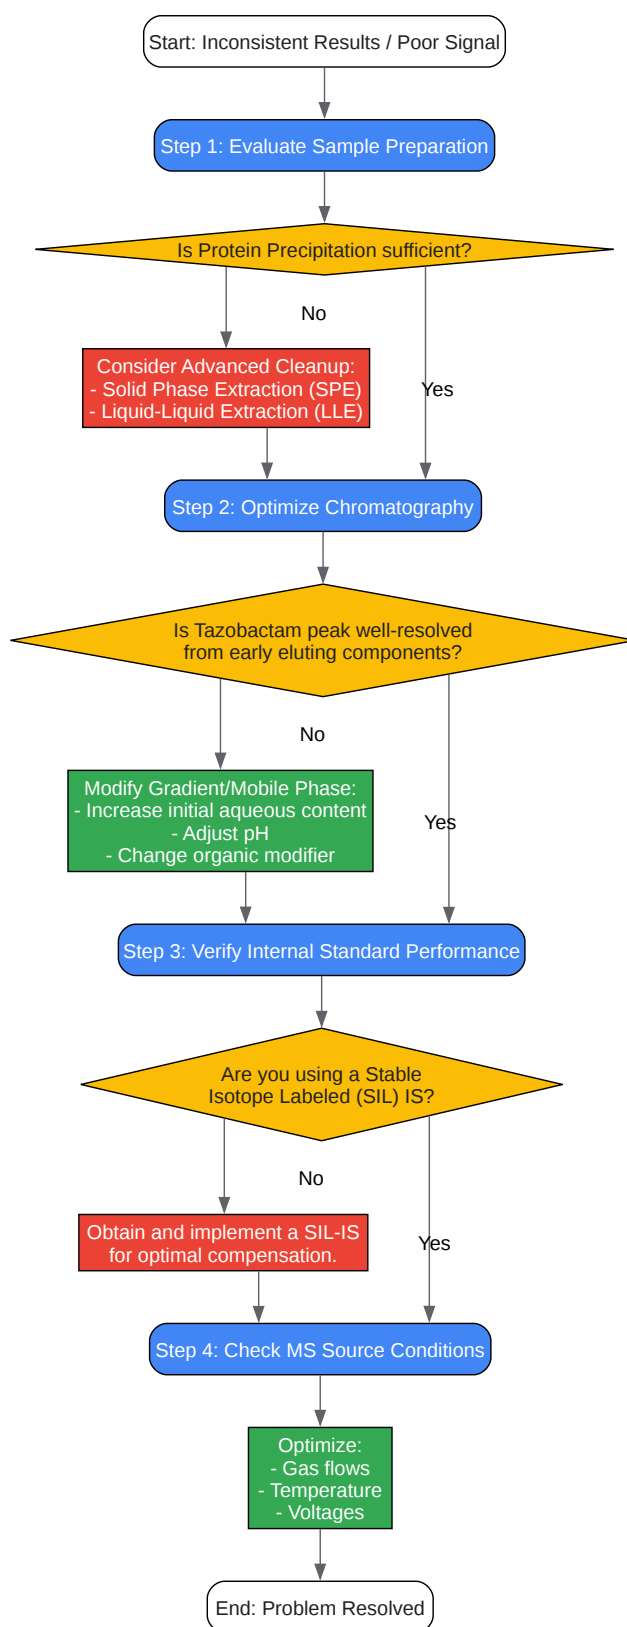 Start: Inconsistent Results / Poor Signal
Step 1: Evaluate Sample Preparation
Is Protein Precipitation sufficient?
No
Consider Advanced Cleanup:
- Solid Phase Extraction (SPE)
- Liquid-Liquid Extraction (LLE)
Yes
Step 2: Optimize Chromatography
Is Tazobactam peak well-resolved
from early eluting components?
No
Modify Gradient/Mobile Phase:
- Increase initial aqueous content
- Adjust pH
- Change organic modifier
Yes
Step 3: Verify Internal Standard Performance
Are you using a Stable
Isotope Labeled (SIL) IS?
No
Obtain and implement a SIL-IS
for optimal compensation.
Yes
Step 4: Check MS Source Conditions
Optimize:
- Gas flows
- Temperature
- Voltages
End: Problem Resolved